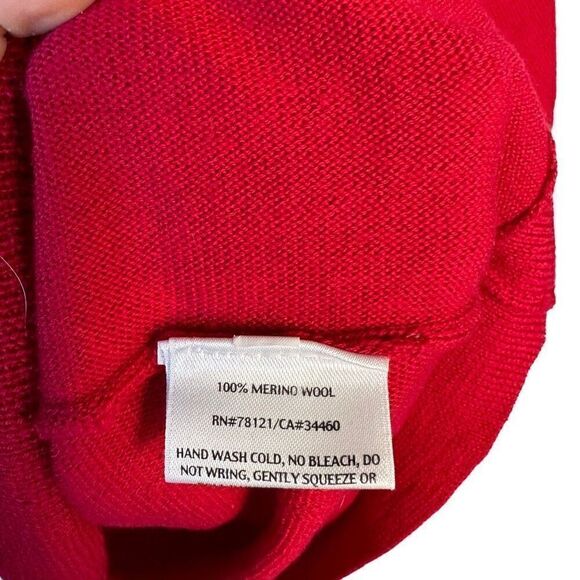 100% MERINO WOOL
RN#78121/CA#34460
HAND WASH COLD, NO BLEACH, DO
NOT WRING, GENTLY SQUEEZE OR